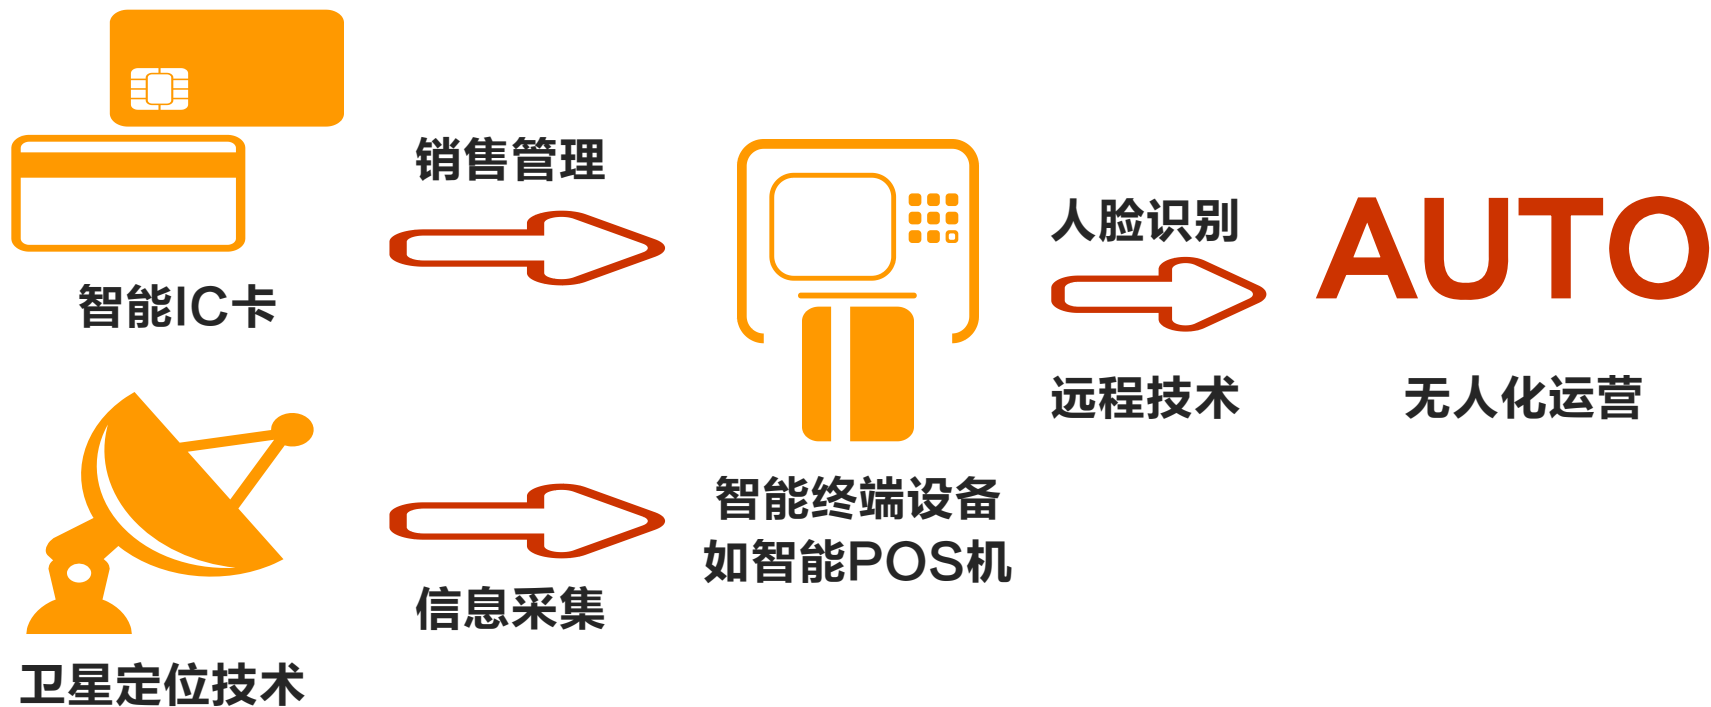 智能IC卡
销售管理
卫星定位技术
信息采集
智能终端设备
如智能POS机
人脸识别
远程技术
AUTO
无人化运营